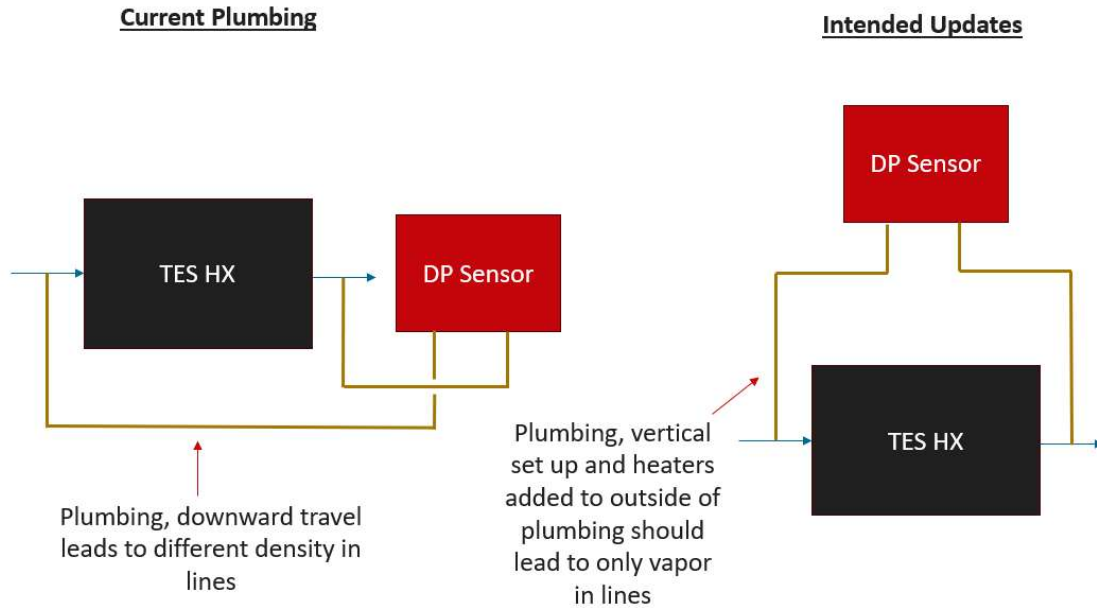 Current Plumbing
TES HX
DP Sensor
Plumbing, downward travel
leads to different density in
lines
Intended Updates
DP Sensor
TES HX
Plumbing, vertical
set up and heaters
added to outside of
plumbing should
lead to only vapor
in lines